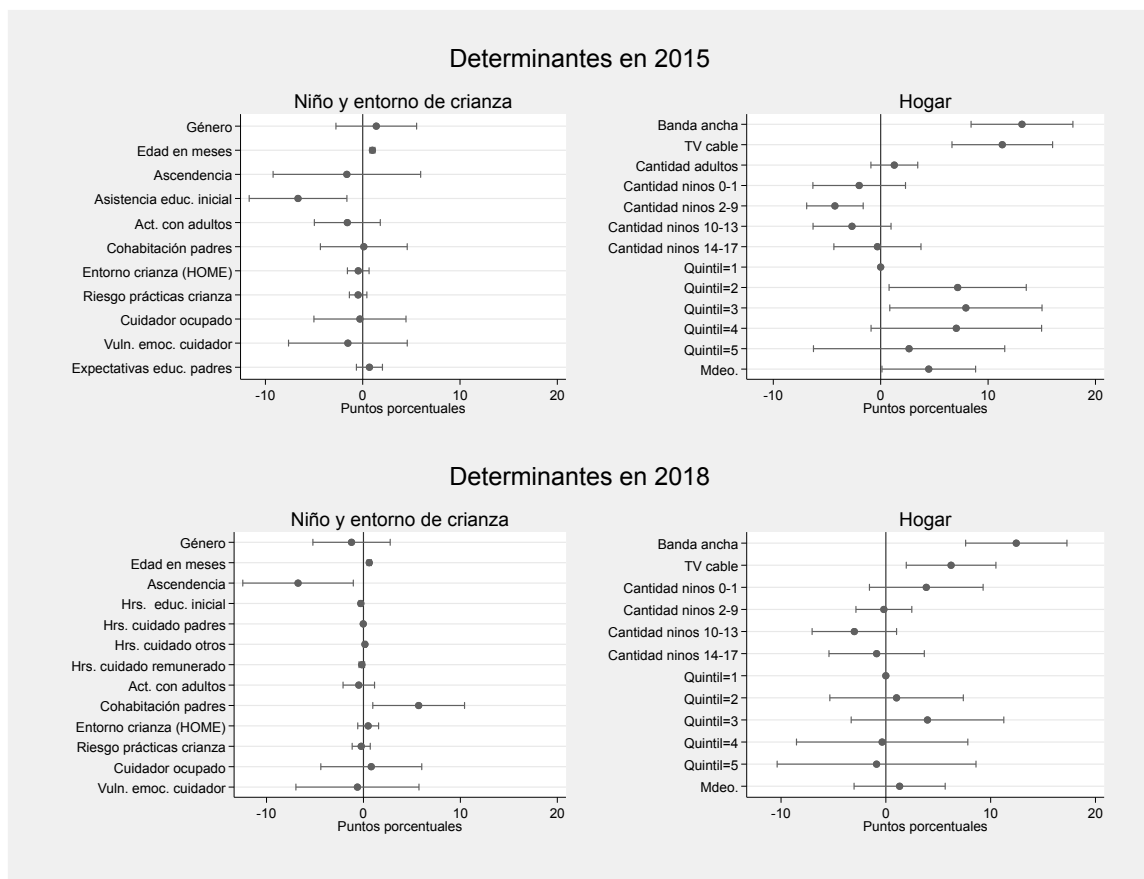 Determinantes en 2015
Niño y entorno de crianza
Género
Edad en meses
Ascendencia
Asistencia educ. inicial
Act. con adultos
Cohabitación padres
Entorno crianza (HOME)
Riesgo prácticas crianza
Cuidador ocupado
Vuln. emoc. cuidador
Expectativas educ. padres
-10 0 10 20
Puntos porcentuales
Hogar
Banda ancha
TV cable
Cantidad adultos
Cantidad ninos 0-1
Cantidad ninos 2-9
Cantidad ninos 10-13
Cantidad ninos 14-17
Quintil=1
Quintil=2
Quintil=3
Quintil=4
Quintil=5
Mdeo.
-10 0 10 20
Puntos porcentuales
Determinantes en 2018
Niño y entorno de crianza
Género
Edad en meses
Ascendencia
Hrs. educ. inicial
Hrs. cuidado padres
Hrs. cuidado otros
Hrs. cuidado remunerado
Act. con adultos
Cohabitación padres
Entorno crianza (HOME)
Riesgo prácticas crianza
Cuidador ocupado
Vuln. emoc. cuidador
-10 0 10 20
Puntos porcentuales
Hogar
Banda ancha
TV cable
Cantidad ninos 0-1
Cantidad ninos 2-9
Cantidad ninos 10-13
Cantidad ninos 14-17
Quintil=1
Quintil=2
Quintil=3
Quintil=4
Quintil=5
Mdeo.
-10 0 10 20
Puntos porcentuales